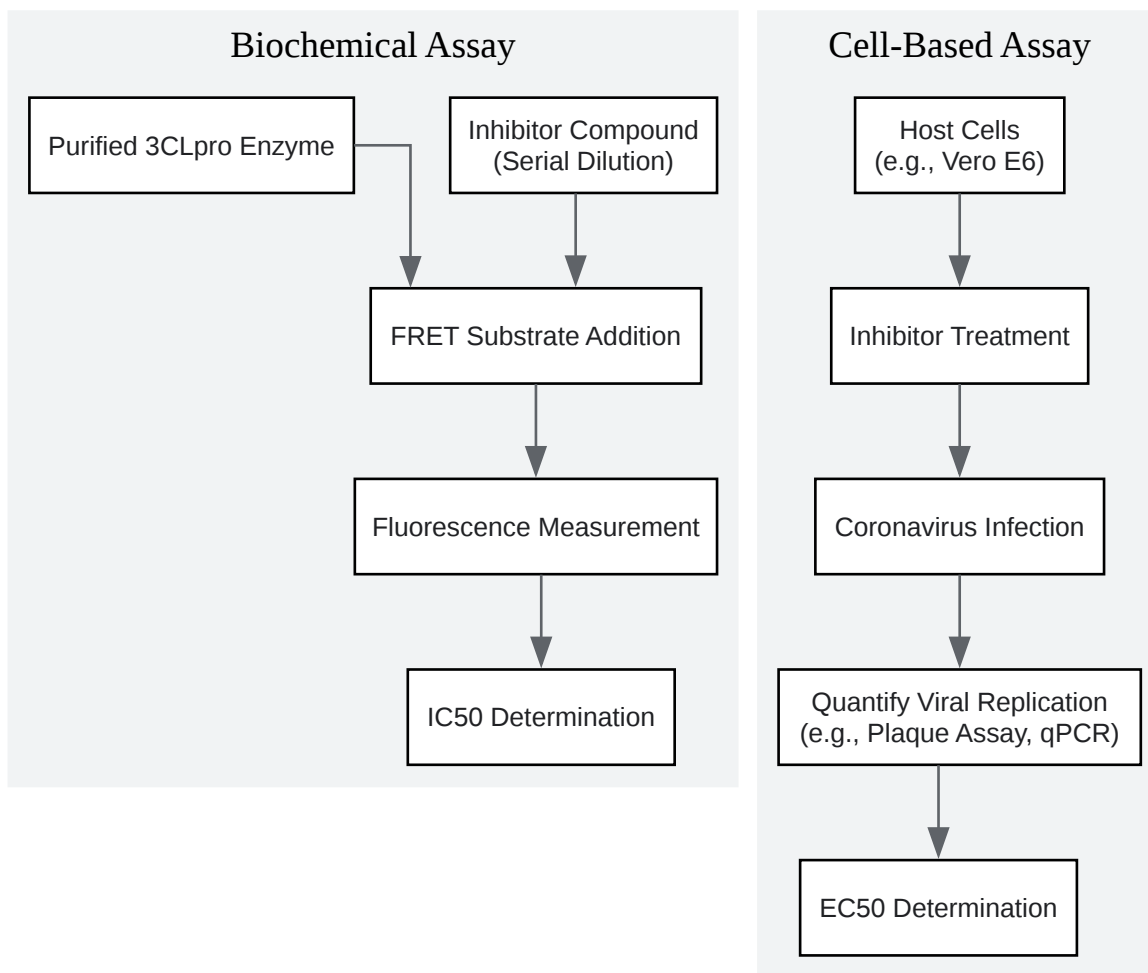 Biochemical Assay
Purified 3CLpro Enzyme
Inhibitor Compound
(Serial Dilution)
FRET Substrate Addition
Fluorescence Measurement
IC50 Determination
Cell-Based Assay
Host Cells
(e.g., Vero E6)
Inhibitor Treatment
Coronavirus Infection
Quantify Viral Replication
(e.g., Plaque Assay, qPCR)
EC50 Determination